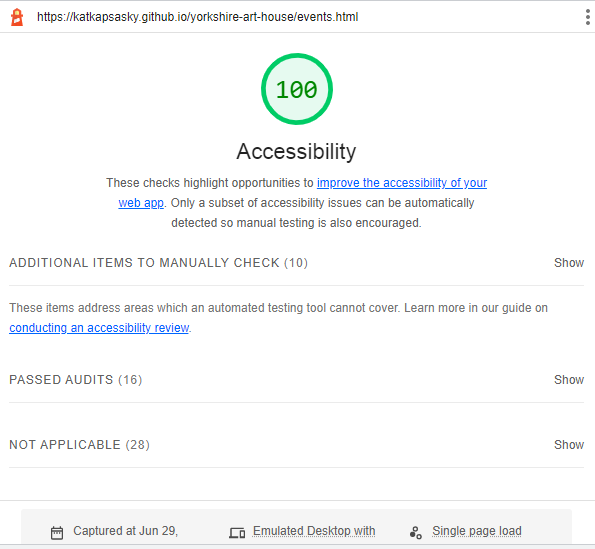 https://katkapsasky.github.io/yorkshire-art-house/events.html
100
Accessibility
These checks highlight opportunities to improve the accessibility of your
web app. Only a subset of accessibility issues can be automatically
detected so manual testing is also encouraged.
ADDITIONAL ITEMS TO MANUALLY CHECK (10) Show
These items address areas which an automated testing tool cannot cover. Learn more in our guide on
conducting an accessibility review.
PASSED AUDITS (16) Show
NOT APPLICABLE (28) Show
Captured at Jun 29, Emulated Desktop with Single page load